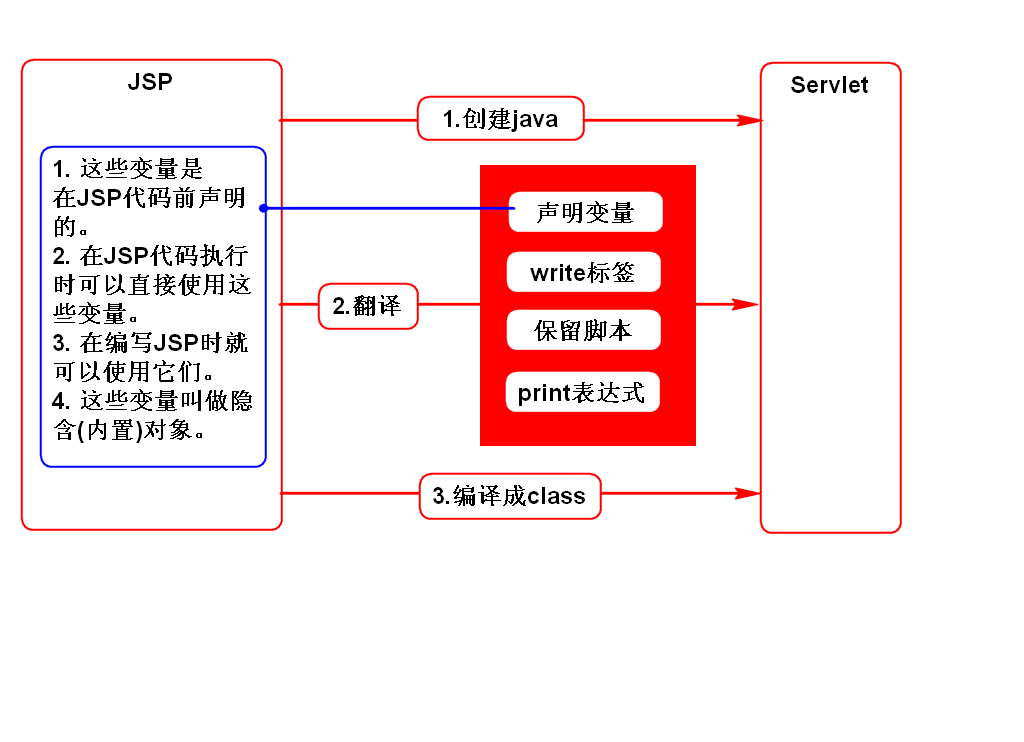 JSP
1. 这些变量是
在JSP代码前声明
的。
2. 在JSP代码执行
时可以直接使用这
些变量。
3. 在编写JSP时就
可以使用它们。
4. 这些变量叫做隐
含(内置)对象。
1.创建java
声明变量
write标签
2.翻译
保留脚本
print表达式
3.编译成class
Servlet